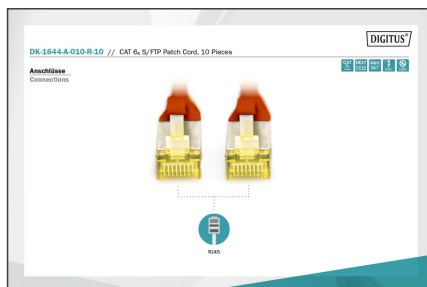 DIGITUS®
DK-1644-A-010-R-10 // CAT 6A S/FTP Patch Cord, 10 Pieces
Anschlüsse
Connections
RJ45